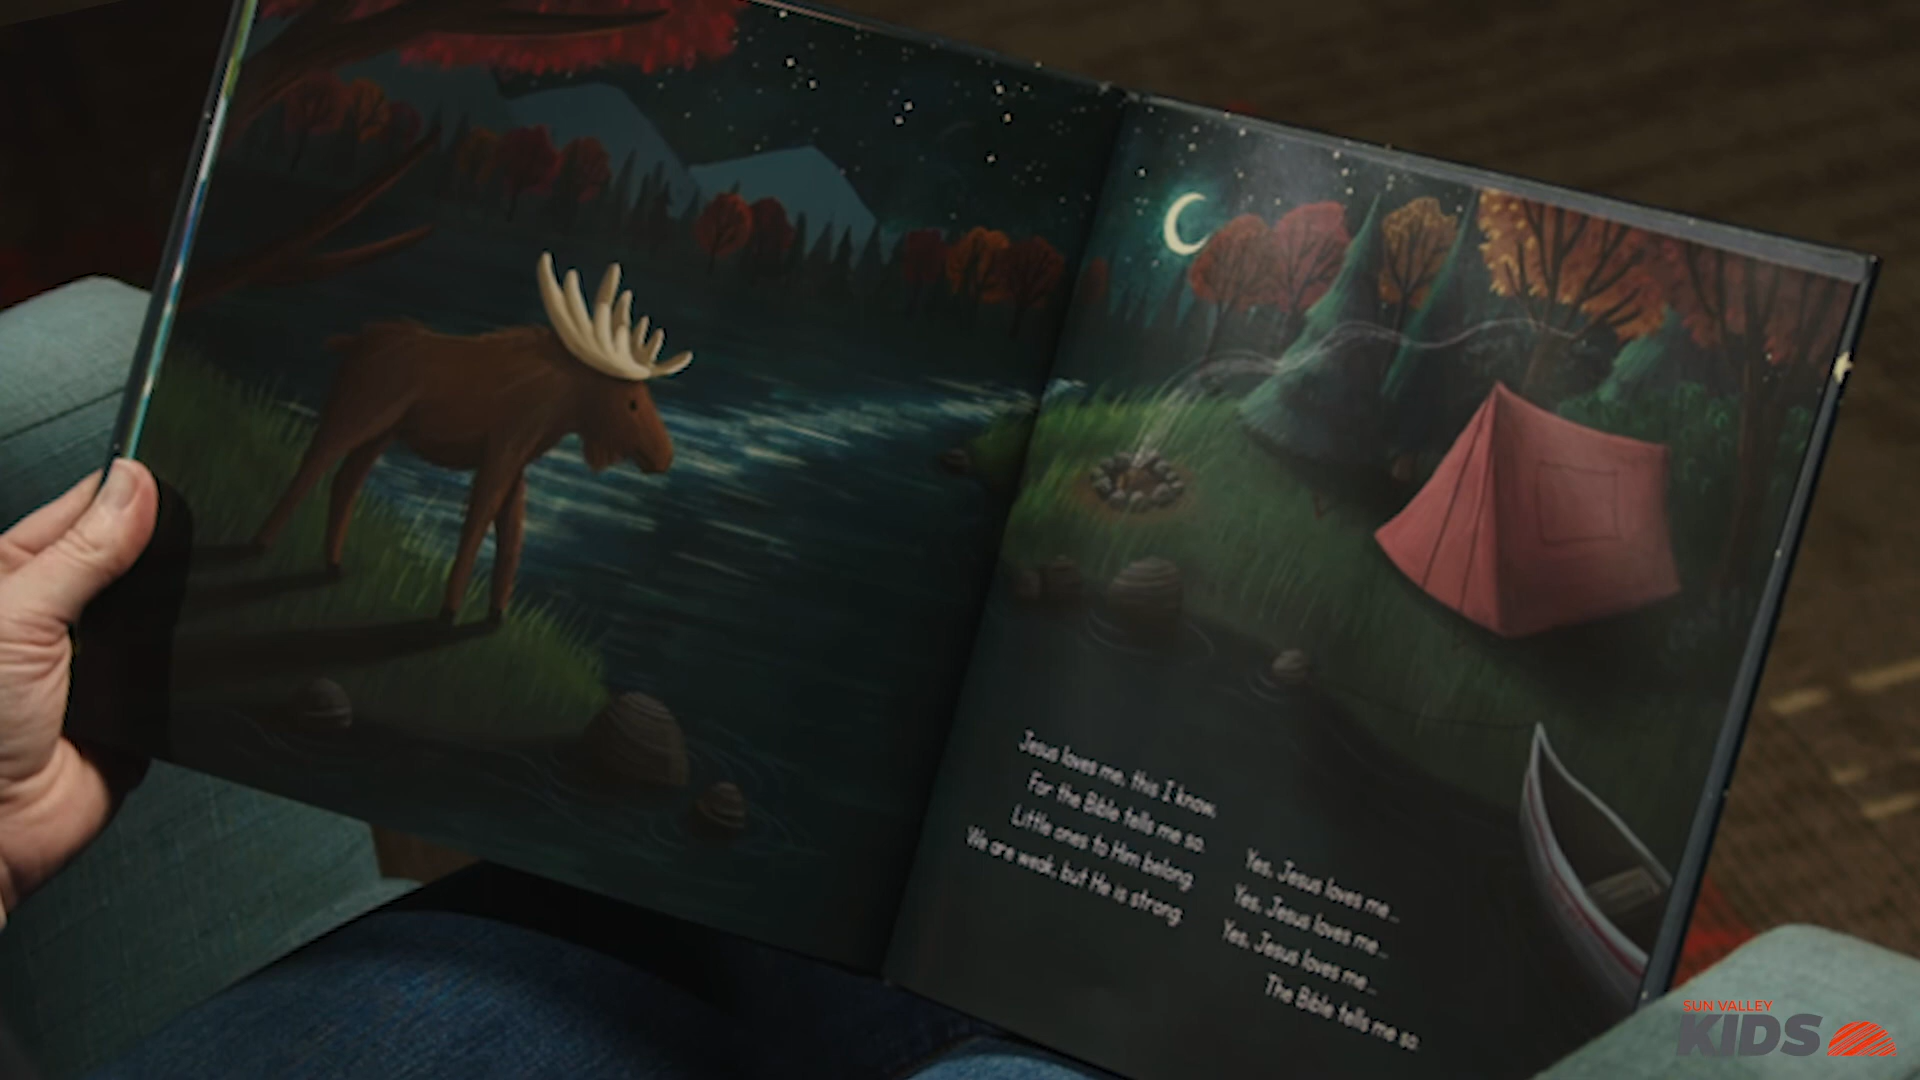 Jesus loves me, this I know,
For the Bible tells me so.
Little ones to Him belong.
We are weak, but He is strong.
Yes, Jesus loves me...
Yes, Jesus loves me...
Yes, Jesus loves me...
The Bible tells me so.
SUN VALLEY
KIDS